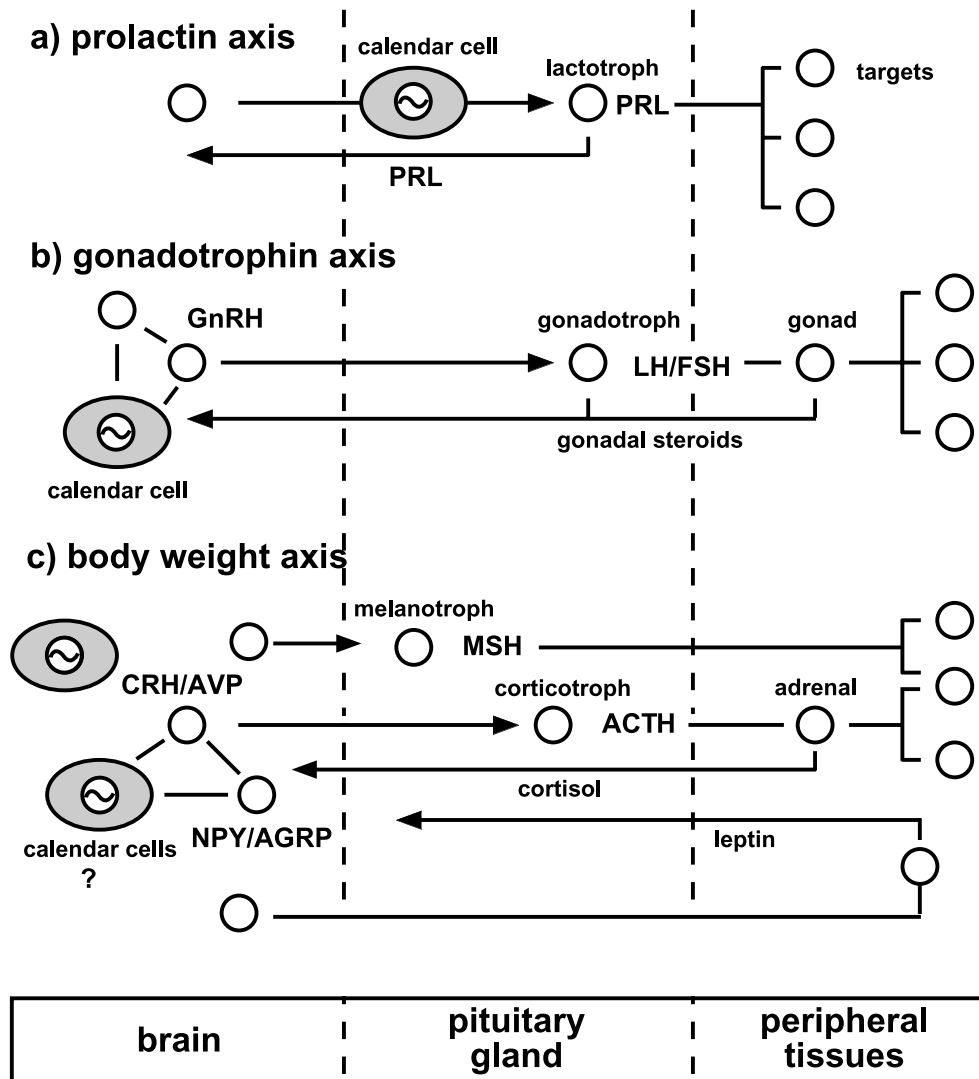 a) prolactin axis
calendar cell
lactotroph
PRL
targets
PRL
b) gonadotrophin axis
GnRH
gonadotroph
gonad
LH/FSH
gonadal steroids
calendar cell
c) body weight axis
melanotroph
MSH
CRH/AVP
corticotroph
adrenal
ACTH
cortisol
calendar cells
?
NPY/AGRP
leptin
brain
pituitary
gland
peripheral
tissues